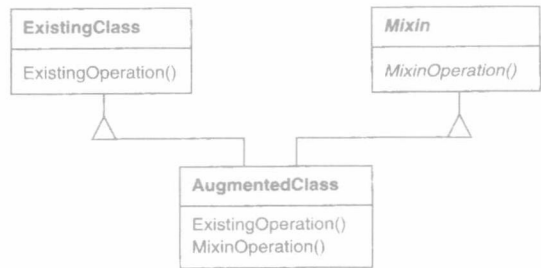 ExistingClass
ExistingOperation()
Mixin
MixinOperation()
AugmentedClass
ExistingOperation()
MixinOperation()